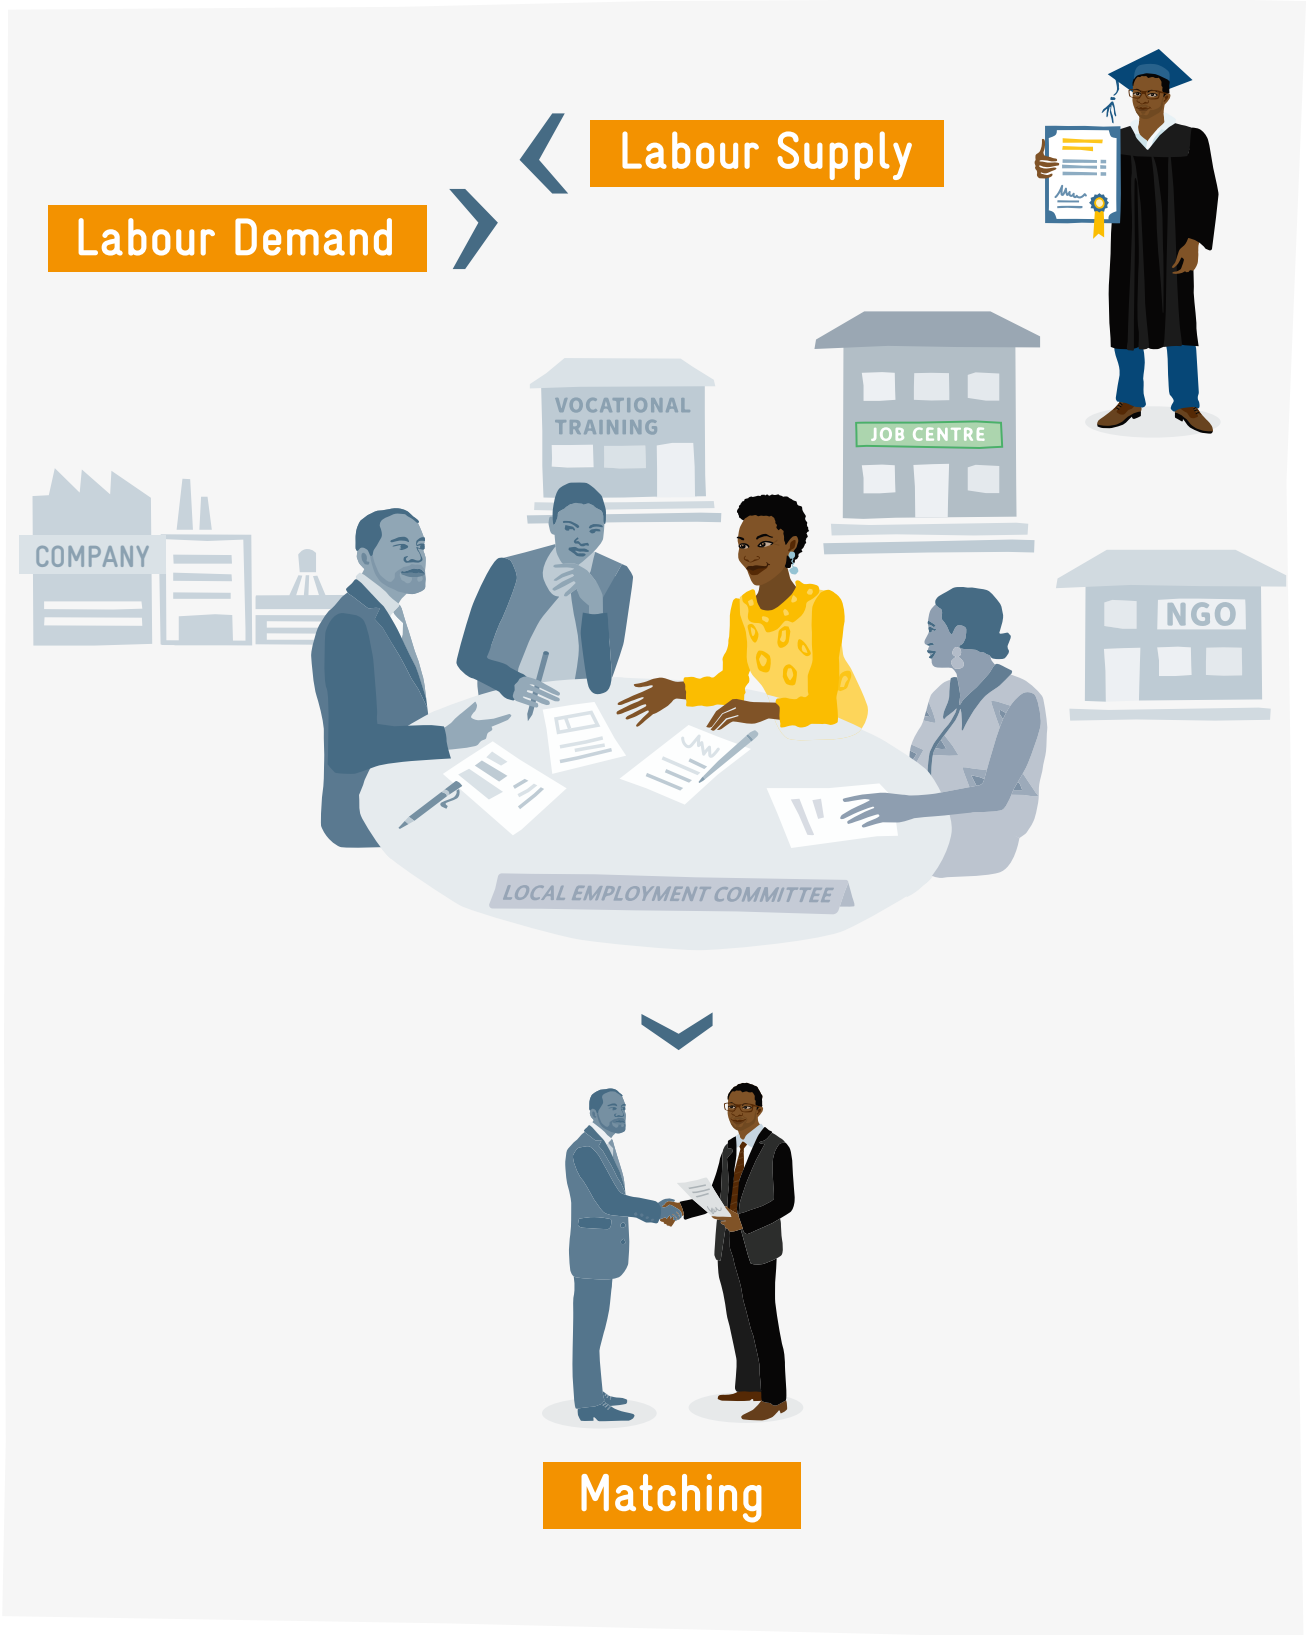 Labour Supply
Labour Demand
VOCATIONAL
TRAINING
JOB CENTRE
COMPANY
NGO
LOCAL EMPLOYMENT COMMITTEE
Matching